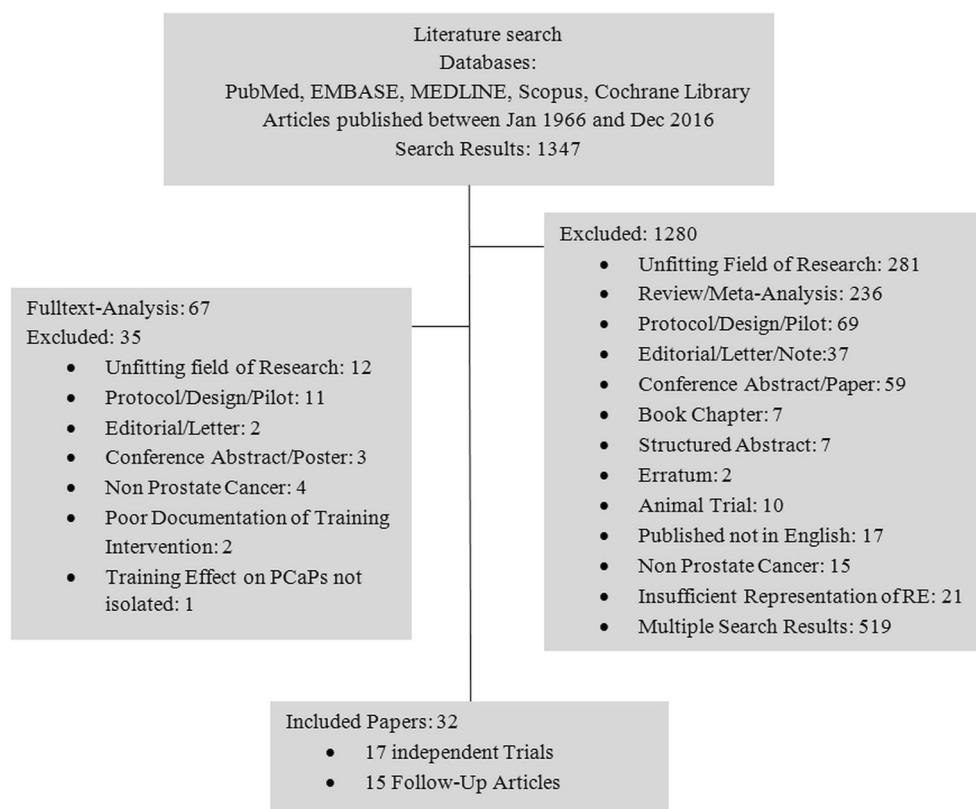 Literature search
Databases:
PubMed, EMBASE, MEDLINE, Scopus, Cochrane Library
Articles published between Jan 1966 and Dec 2016
Search Results: 1347
Excluded: 1280
• Unfitting Field of Research: 281
• Review/Meta-Analysis: 236
• Protocol/Design/Pilot: 69
• Editorial/Letter/Note:37
• Conference Abstract/Paper: 59
• Book Chapter: 7
• Structured Abstract: 7
• Erratum: 2
• Animal Trial: 10
• Published not in English: 17
• Non Prostate Cancer: 15
• Insufficient Representation of RE: 21
• Multiple Search Results: 519
Fulltext-Analysis: 67
Excluded: 35
• Unfitting field of Research: 12
• Protocol/Design/Pilot: 11
• Editorial/Letter: 2
• Conference Abstract/Poster: 3
• Non Prostate Cancer: 4
• Poor Documentation of Training
Intervention: 2
• Training Effect on PCaPs not
isolated: 1
Included Papers: 32
• 17 independent Trials
• 15 Follow-Up Articles